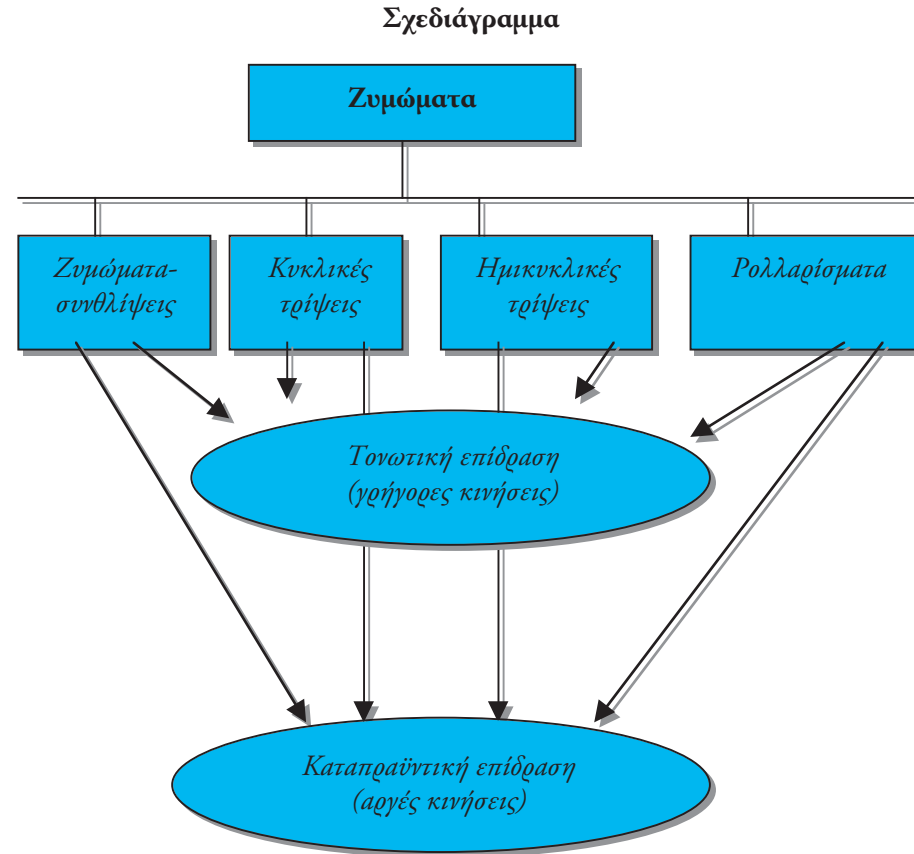 Σχεδιάγραμμα
Ζυμώματα
Ζυμώματα-
συνθλίψεις
Κυκλικές
τρίψεις
Ημικυκλικές
τρίψεις
Ρολλαρίσματα
Τονωτική επίδραση
(γρήγορες κινήσεις)
Καταπραϋντική επίδραση
(αργές κινήσεις)